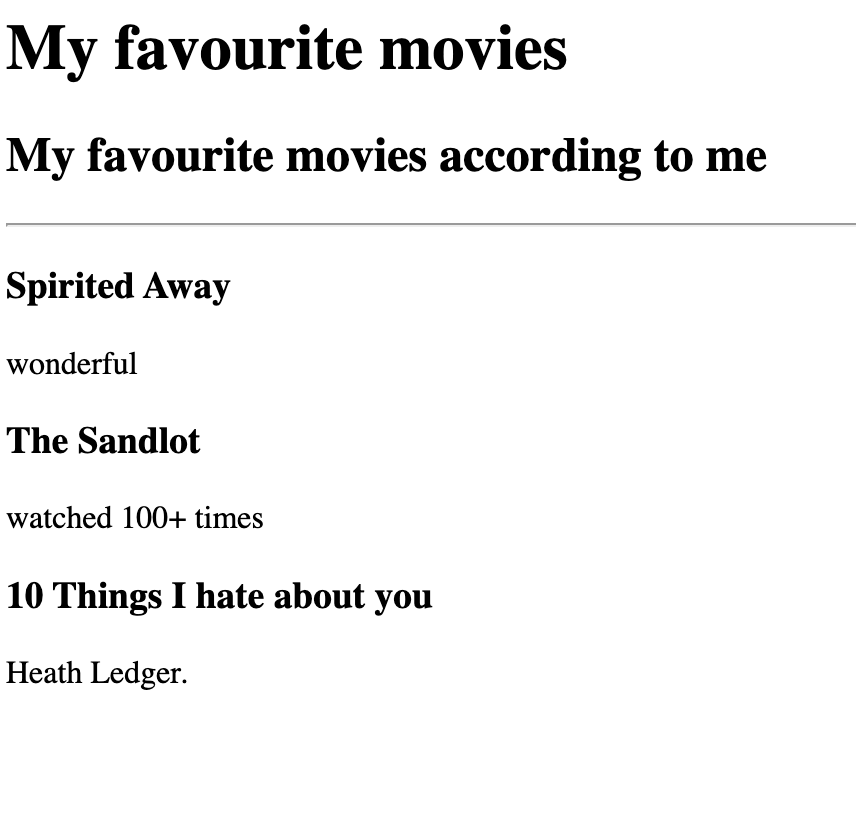 My favourite movies
My favourite movies according to me
Spirited Away
wonderful
The Sandlot
watched 100+ times
10 Things I hate about you
Heath Ledger.